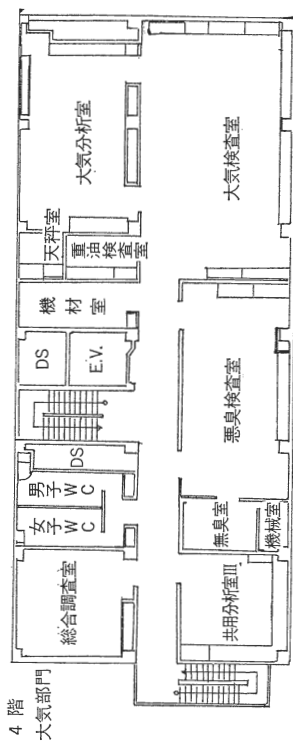 4 階
大気部門
総合調査室
女子WC
男子WC
DS
DS
E.V.
機材室
天秤室
重油検査室
大気分析室
共用分析室Ⅲ
無臭室
機械室
悪臭検査室
大気検査室